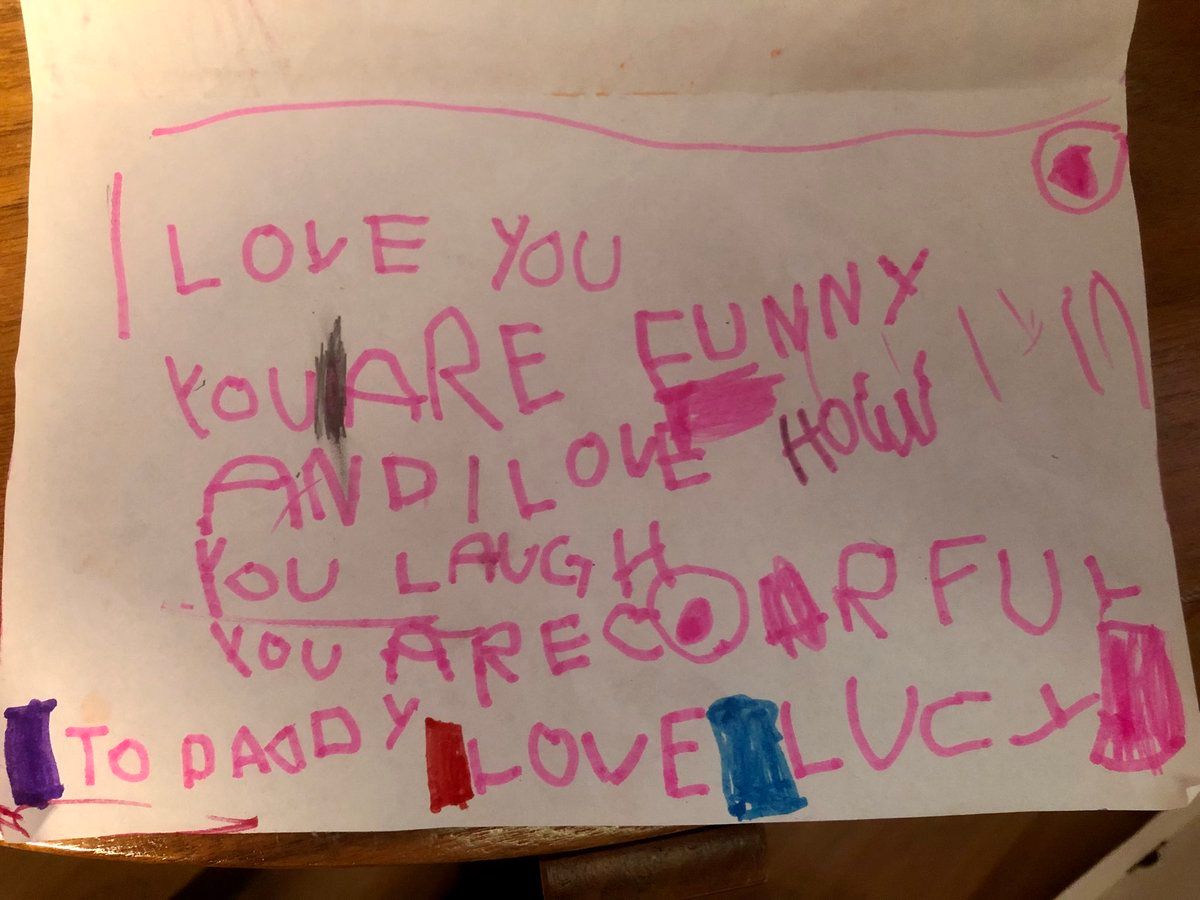 I LOVE YOU
YOU ARE FUNNY
AND I LOVE HOW
YOU LAUGH
YOU ARE COARFUL
TO DADDY LOVE LUCY